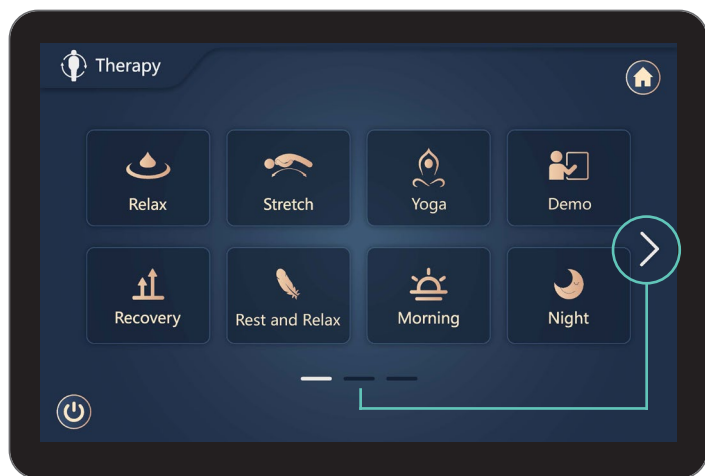 Therapy
Relax
Stretch
Yoga
Demo
Recovery
Rest and Relax
Morning
Night